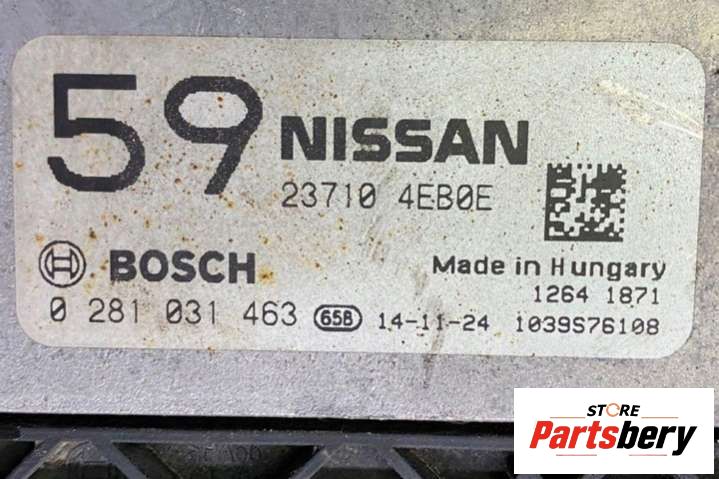 59 NISSAN
23710 4EB0E
BOSCH
Made in Hungary
1264 1871
0 281 031 463 65B 14-11-24 1039S76108
STORE
Partsbery